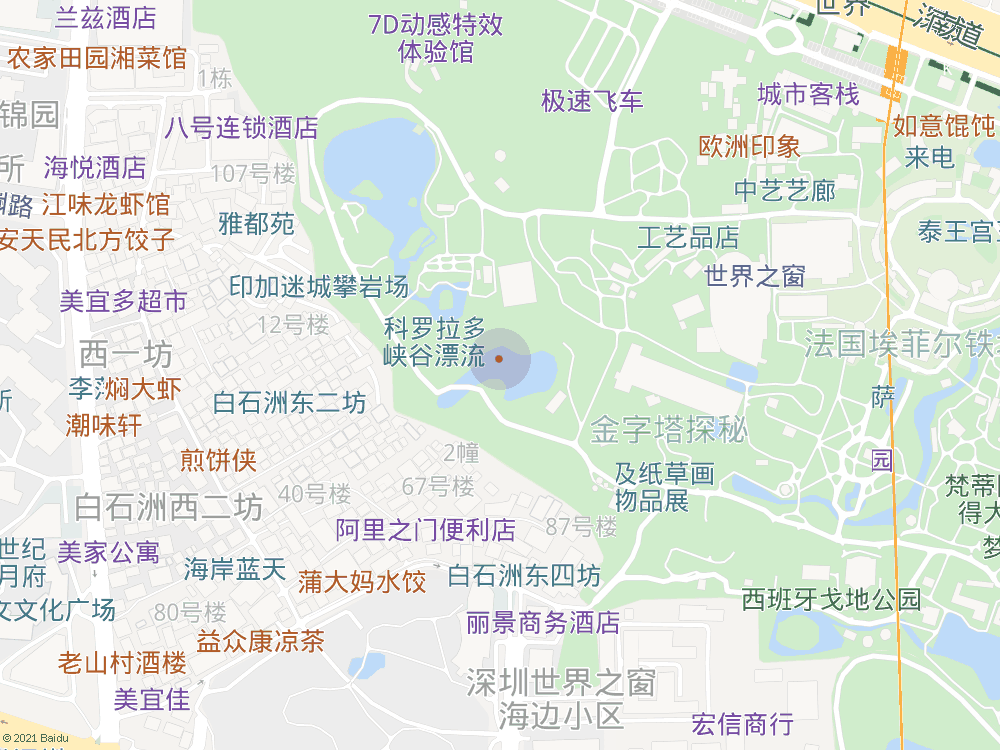 兰兹酒店
7D动感特效
体验馆
世界
深南大道
农家田园湘菜馆
1栋
极速飞车
城市客栈
锦园
八号连锁酒店
如意馄饨
欧洲印象
来电
所
海悦酒店
107号楼
中艺艺廊
江味龙虾馆
雅都苑
泰王宫
安天民北方饺子
工艺品店
印加迷城攀岩场
世界之窗
美宜多超市
12号楼
科罗拉多
峡谷漂流
法国埃菲尔铁
西一坊
所
焖大虾
白石洲东二坊
萨
潮味轩
金字塔探秘
煎饼侠
2幢
园
及纸草画
物品展
67号楼
40号楼
梵蒂
得大
白石洲西二坊
阿里之门便利店
87号楼
世纪
月府
美家公寓
海岸蓝天
蒲大妈水饺
白石洲东四坊
梦
西班牙戈地公园
文文化广场
80号楼
丽景商务酒店
益众康凉茶
老山村酒楼
深圳世界之窗
海边小区
美宜佳
宏信商行
© 2021 Baidu